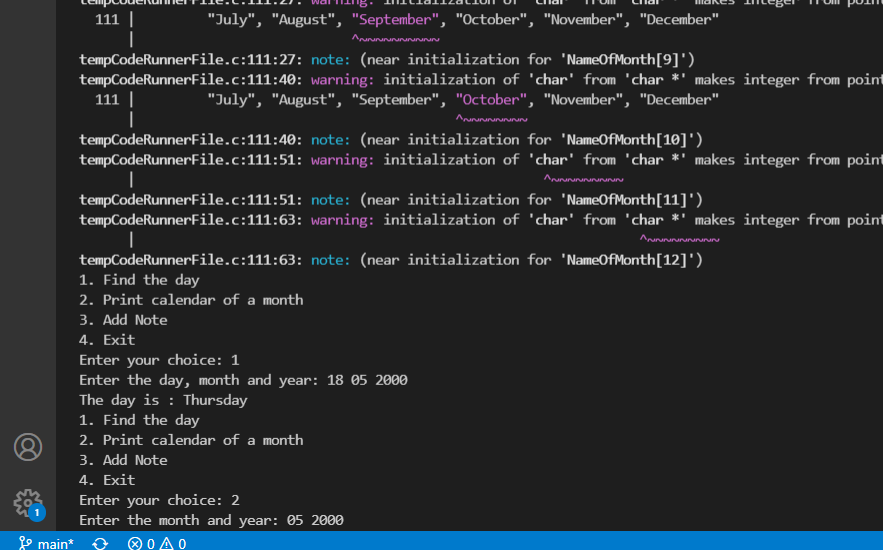 tempCodeRunnerFile.c:111:27: warning: initialization of 'char' from 'char *' makes integer from point
111 | "July", "August", "September", "October", "November", "December"
| ^~~~~~~~~~~
tempCodeRunnerFile.c:111:27: note: (near initialization for 'NameOfMonth[9]')
tempCodeRunnerFile.c:111:40: warning: initialization of 'char' from 'char *' makes integer from point
111 | "July", "August", "September", "October", "November", "December"
| ^~~~~~~~~
tempCodeRunnerFile.c:111:40: note: (near initialization for 'NameOfMonth[10]')
tempCodeRunnerFile.c:111:51: warning: initialization of 'char' from 'char *' makes integer from point
| ^~~~~~~~~~
tempCodeRunnerFile.c:111:51: note: (near initialization for 'NameOfMonth[11]')
tempCodeRunnerFile.c:111:63: warning: initialization of 'char' from 'char *' makes integer from point
| ^~~~~~~~~~
tempCodeRunnerFile.c:111:63: note: (near initialization for 'NameOfMonth[12]')
1. Find the day
2. Print calendar of a month
3. Add Note
4. Exit
Enter your choice: 1
Enter the day, month and year: 18 05 2000
The day is : Thursday
1. Find the day
2. Print calendar of a month
3. Add Note
4. Exit
Enter your choice: 2
Enter the month and year: 05 2000
1
main* 0 0